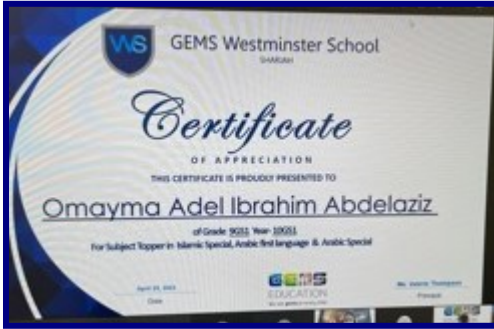 WS
GEMS Westminster School
SHARJAH
Certificate
OF APPRECIATION
THIS CERTIFICATE IS PROUDLY PRESENTED TO
Omayma Adel Ibrahim Abdelaziz
of Grade 9GS1 Year- 10GS1
For Subject Topper in Islamic Special, Arabic first language & Arabic Special
Date
GEMS
EDUCATION
Principal